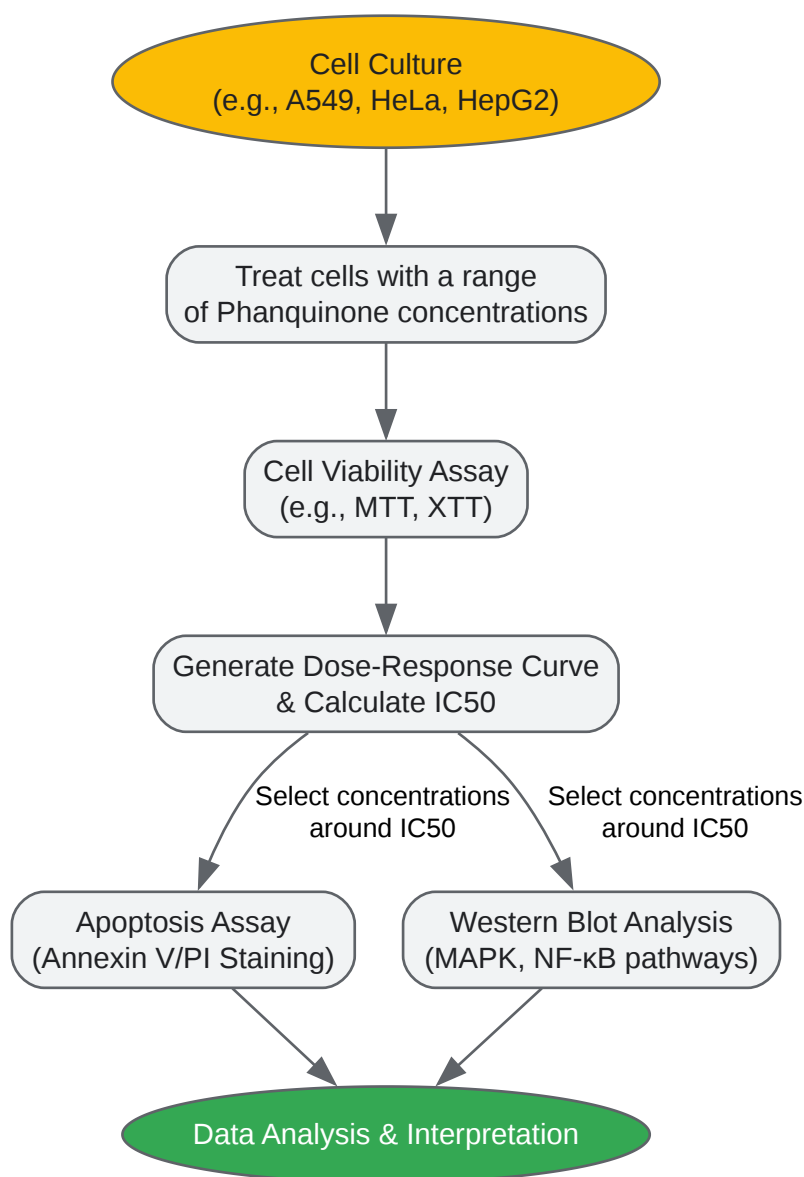 Cell Culture
(e.g., A549, HeLa, HepG2)
Treat cells with a range
of Phanquinone concentrations
Cell Viability Assay
(e.g., MTT, XTT)
Generate Dose-Response Curve
& Calculate IC50
Select concentrations
around IC50
Select concentrations
around IC50
Apoptosis Assay
(Annexin V/PI Staining)
Western Blot Analysis
(MAPK, NF-κB pathways)
Data Analysis & Interpretation